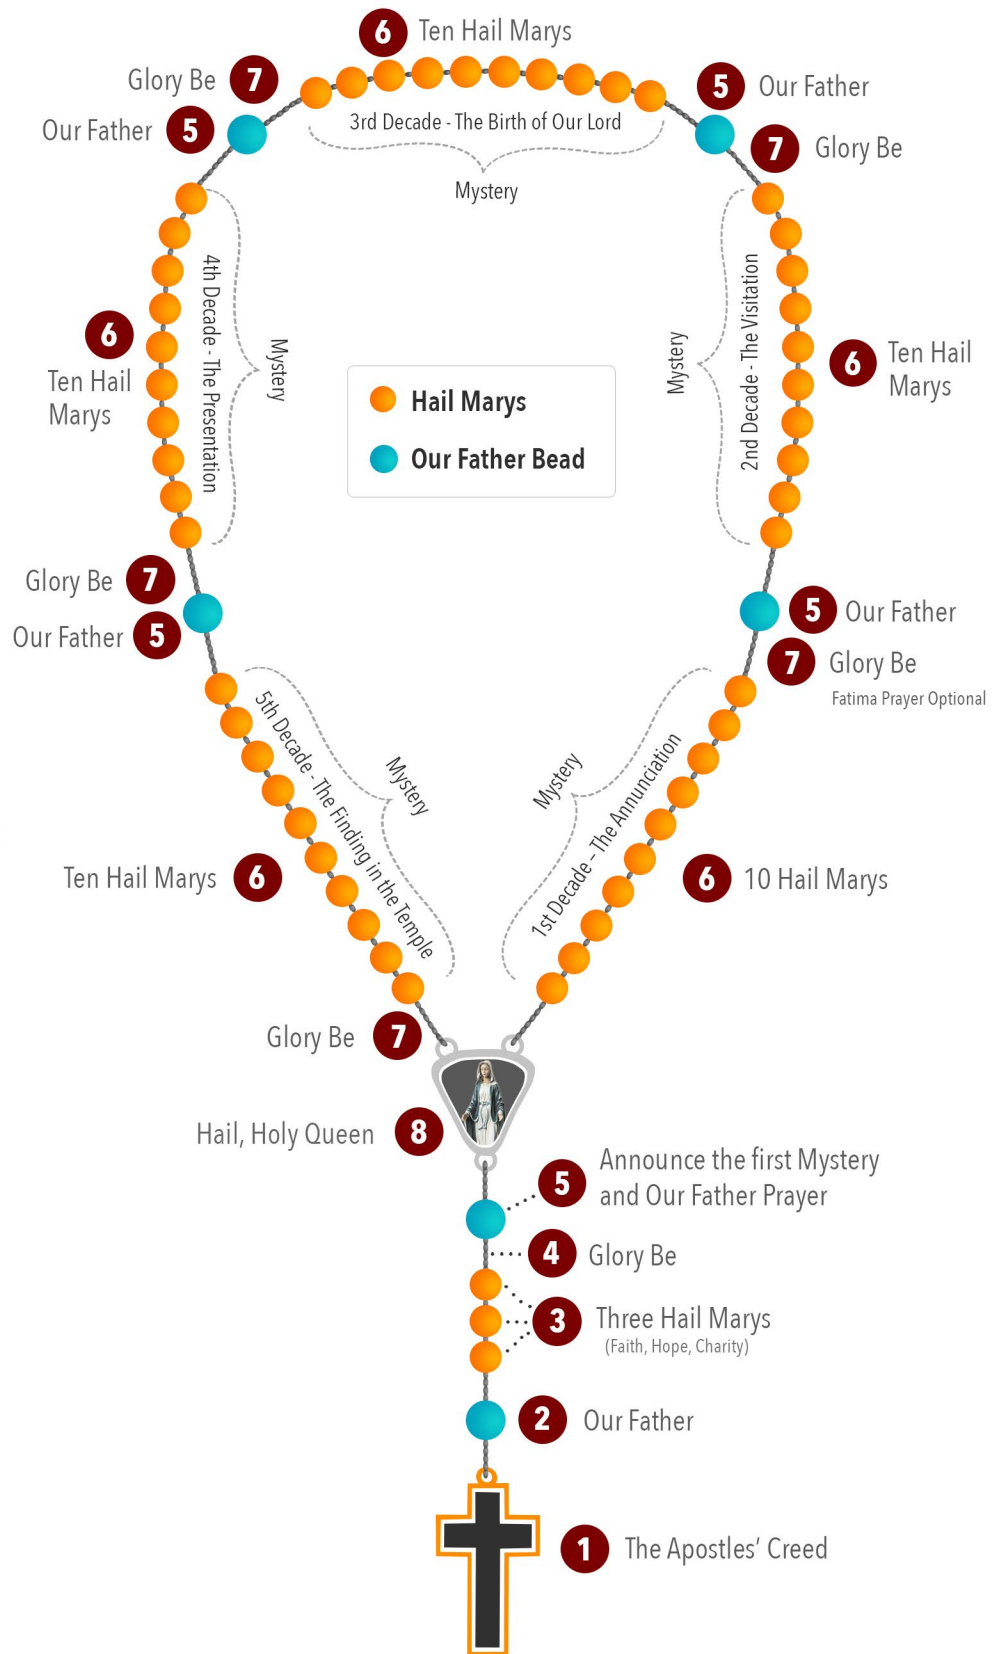 6 Ten Hail Marys
Glory Be 7
Our Father 5
5 Our Father
7 Glory Be
3rd Decade - The Birth of Our Lord
Mystery
4th Decade - The Presentation
Mystery
6
Ten Hail
Marys
2nd Decade - The Visitation
Mystery
6 Ten Hail
Marys
Hail Marys
Our Father Bead
Glory Be 7
Our Father 5
5 Our Father
7 Glory Be
Fatima Prayer Optional
5th Decade - The Finding in the Temple
Mystery
Mystery
1st Decade - The Annunciation
Ten Hail Marys 6
6 10 Hail Marys
Glory Be 7
Hail, Holy Queen 8
5 Announce the first Mystery
and Our Father Prayer
4 Glory Be
3 Three Hail Marys
(Faith, Hope, Charity)
2 Our Father
1 The Apostles’ Creed